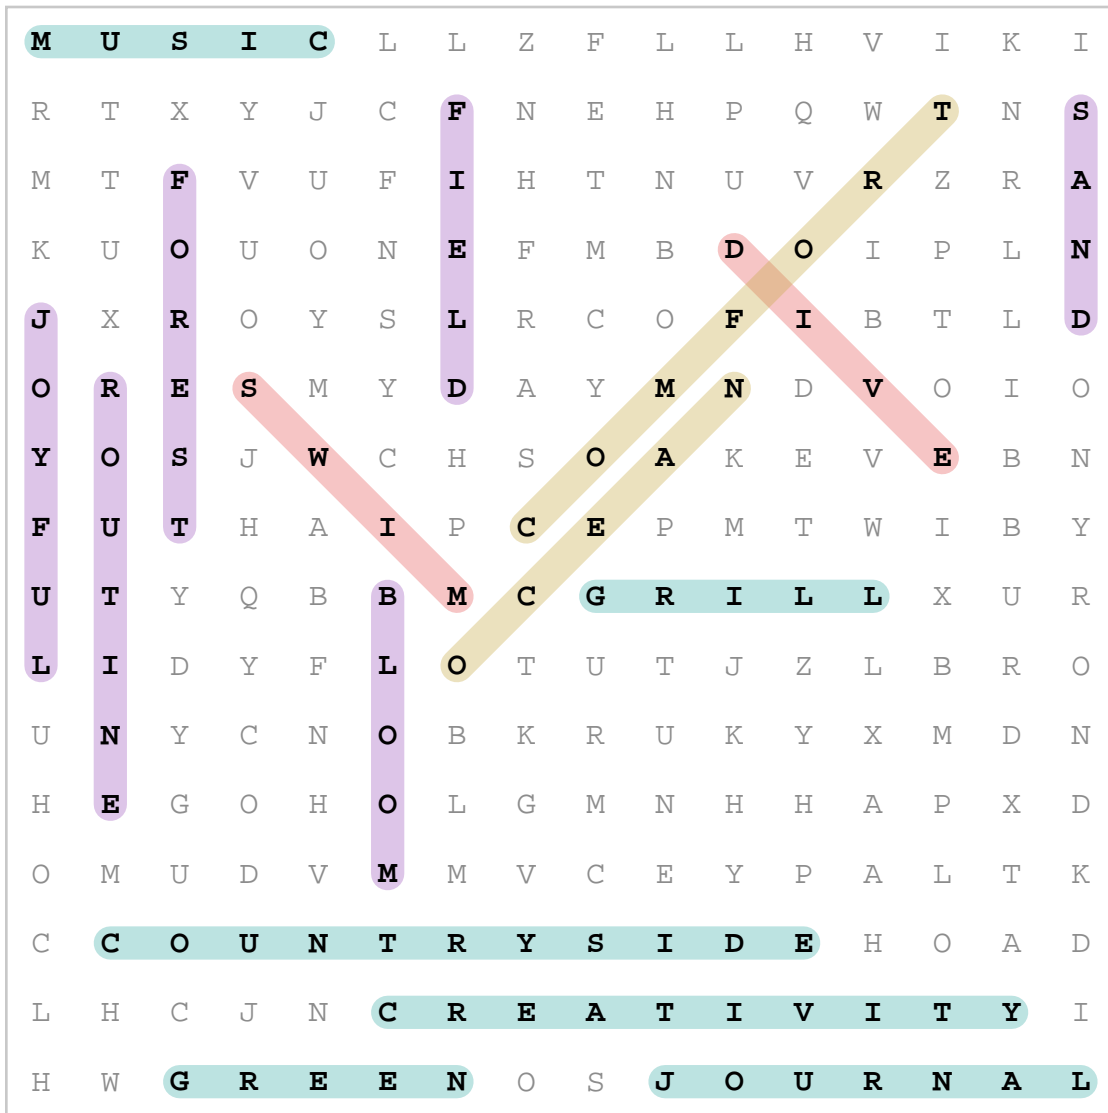 M U S I C L L Z F L L H V I K I
R T X Y J C F N E H P Q W T N S
M T F V U F I H T N U V R Z R A
K U O U O N E F M B D O I P L N
J X R O Y S L R C O F I B T L D
O R E S M Y D A Y M N D V O I O
Y O S J W C H S O A K E V E B N
F U T H A I P C E P M T W I B Y
U T Y Q B B M C G R I L L X U R
L I D Y F L O T U T J Z L B R O
U N Y C N O B K R U K Y X M D N
H E G O H O L G M N H H A P X D
O M U D V M M V C E Y P A L T K
C C O U N T R Y S I D E H O A D
L H C J N C R E A T I V I T Y I
H W G R E E N O S J O U R N A L